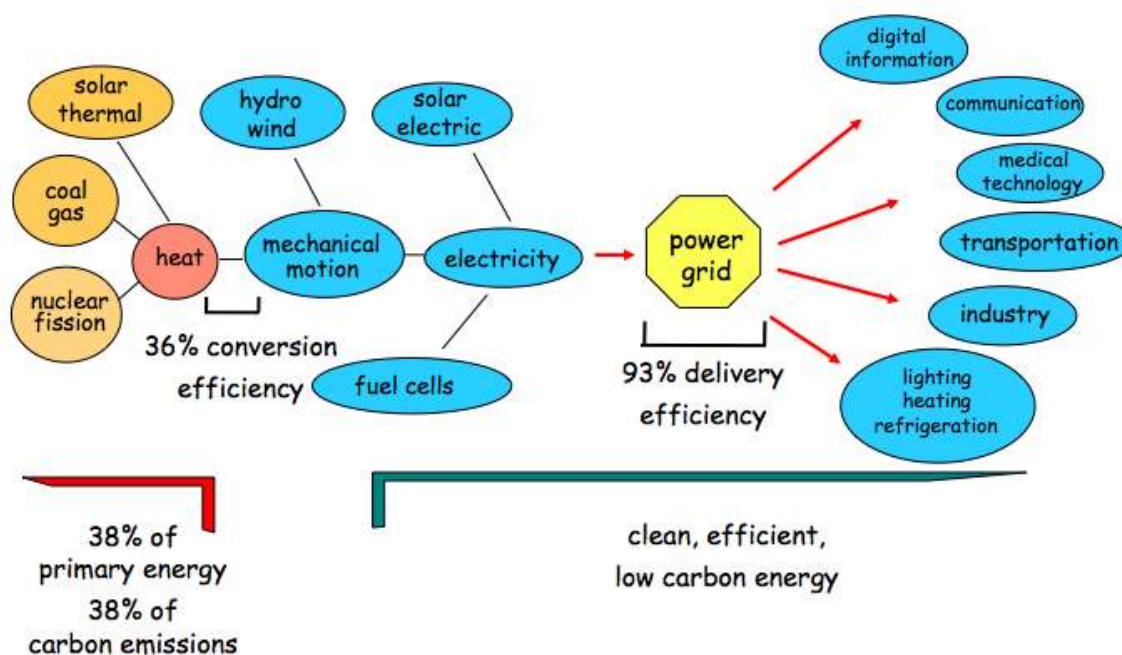 solar
thermal
hydro
wind
solar
electric
digital
information
communication
medical
technology
transportation
industry
lighting
heating
refrigeration
coal
gas
nuclear
fission
heat
mechanical
motion
electricity
fuel cells
power
grid
36% conversion
efficiency
93% delivery
efficiency
38% of
primary energy
38% of
carbon emissions
clean, efficient,
low carbon energy